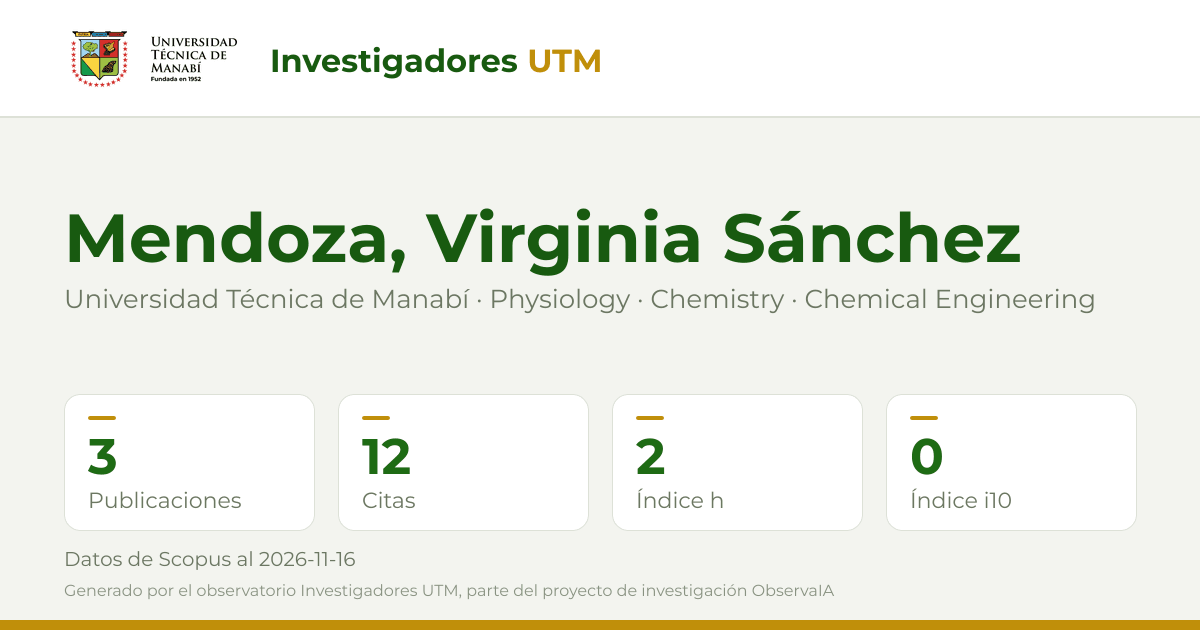 UNIVERSIDAD
TÉCNICA DE
MANABÍ
Fundada en 1952
Investigadores UTM
Mendoza, Virginia Sánchez
Universidad Técnica de Manabí · Physiology · Chemistry · Chemical Engineering
3
Publicaciones
12
Citas
2
Índice h
0
Índice i10
Datos de Scopus al 2026-11-16
Generado por el observatorio Investigadores UTM, parte del proyecto de investigación ObservaIA